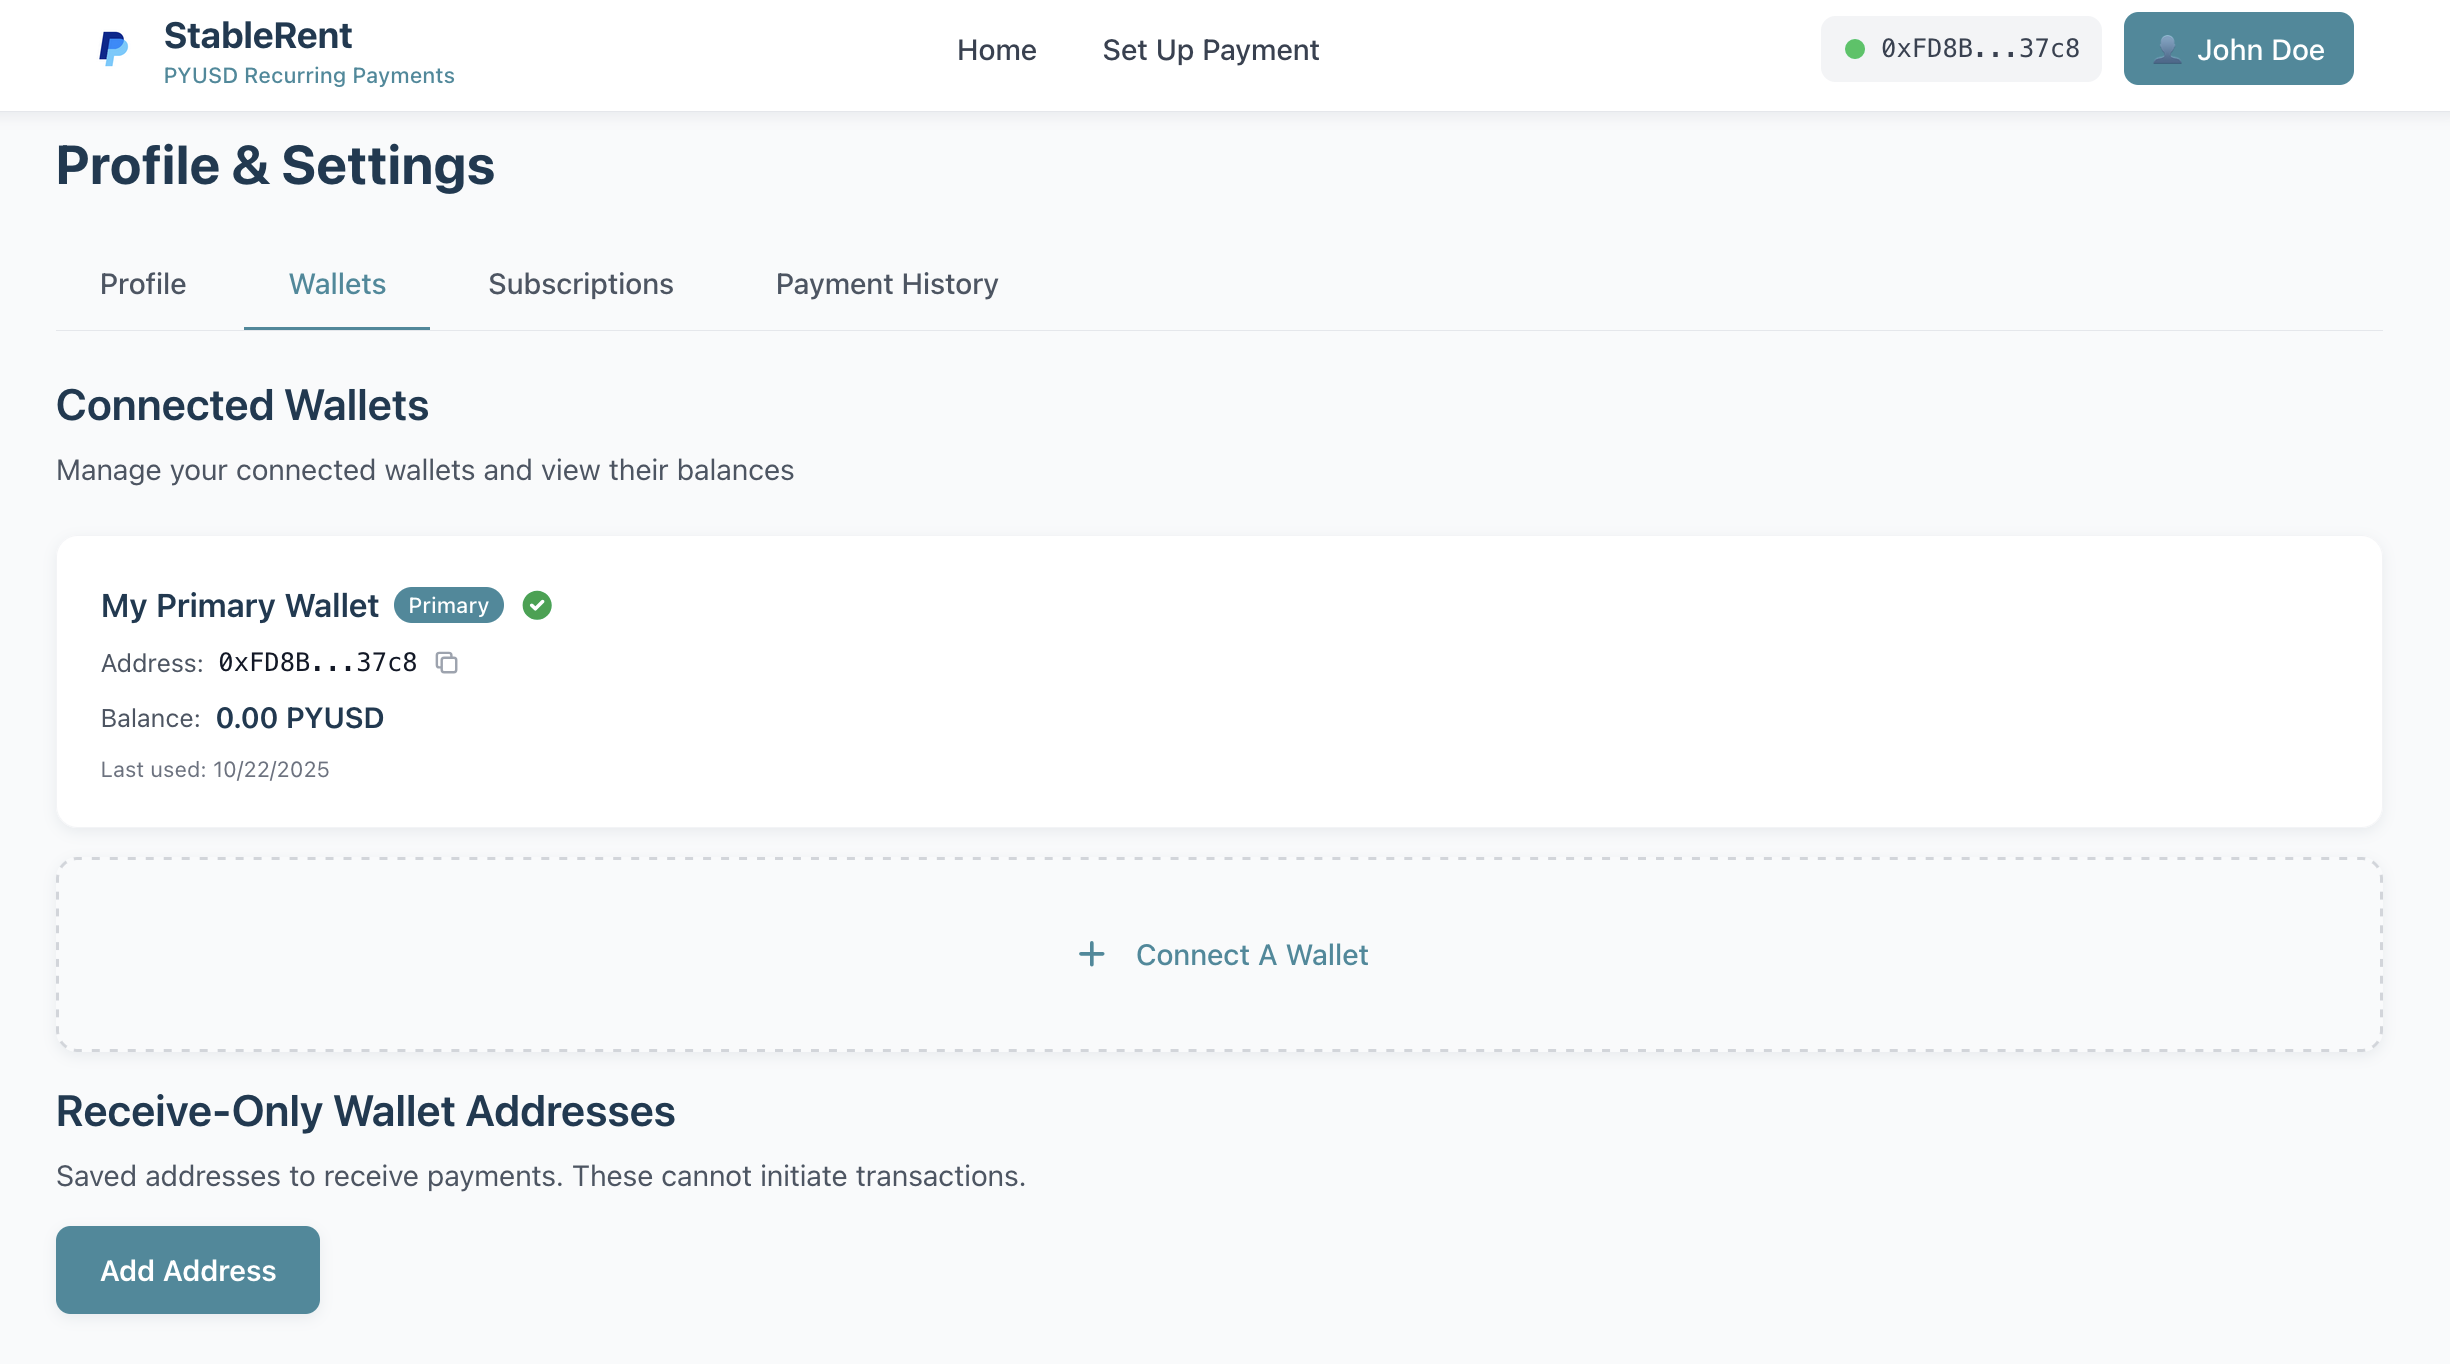 StableRent
PYUSD Recurring Payments
Home
Set Up Payment
0xFD8B...37c8
John Doe
Profile & Settings
Profile
Wallets
Subscriptions
Payment History
Connected Wallets
Manage your connected wallets and view their balances
My Primary Wallet Primary
Address: 0xFD8B...37c8
Balance: 0.00 PYUSD
Last used: 10/22/2025
+ Connect A Wallet
Receive-Only Wallet Addresses
Saved addresses to receive payments. These cannot initiate transactions.
Add Address